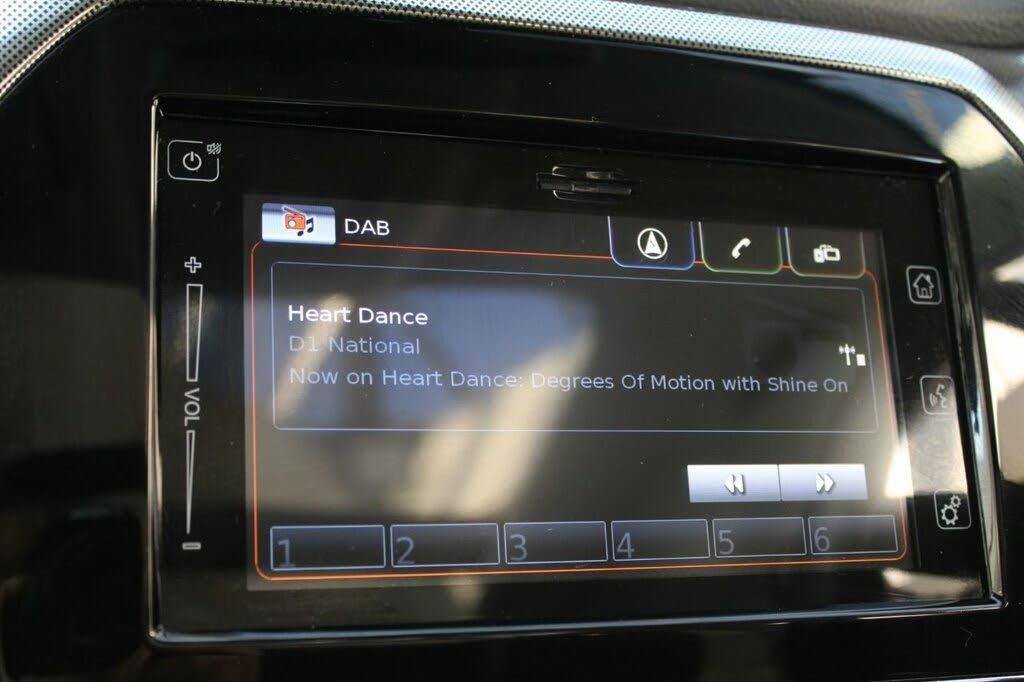 DAB
Heart Dance
D1 National
Now on Heart Dance: Degrees Of Motion with Shine On
VOL
1 2 3 4 5 6